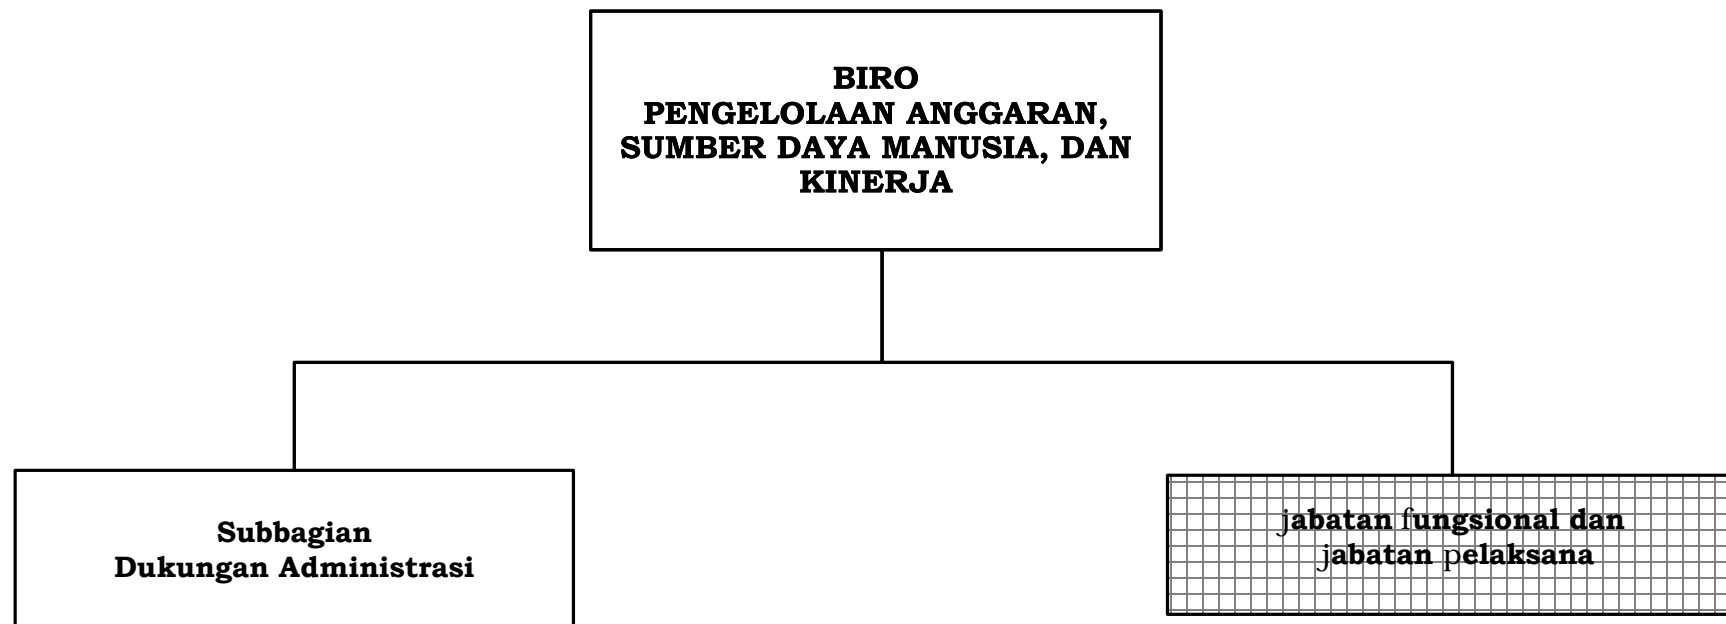 BIRO
PENGELOLAAN ANGGARAN,
SUMBER DAYA MANUSIA, DAN
KINERJA
Subbagian
Dukungan Administrasi
jabatan fungsional dan
jabatan pelaksana